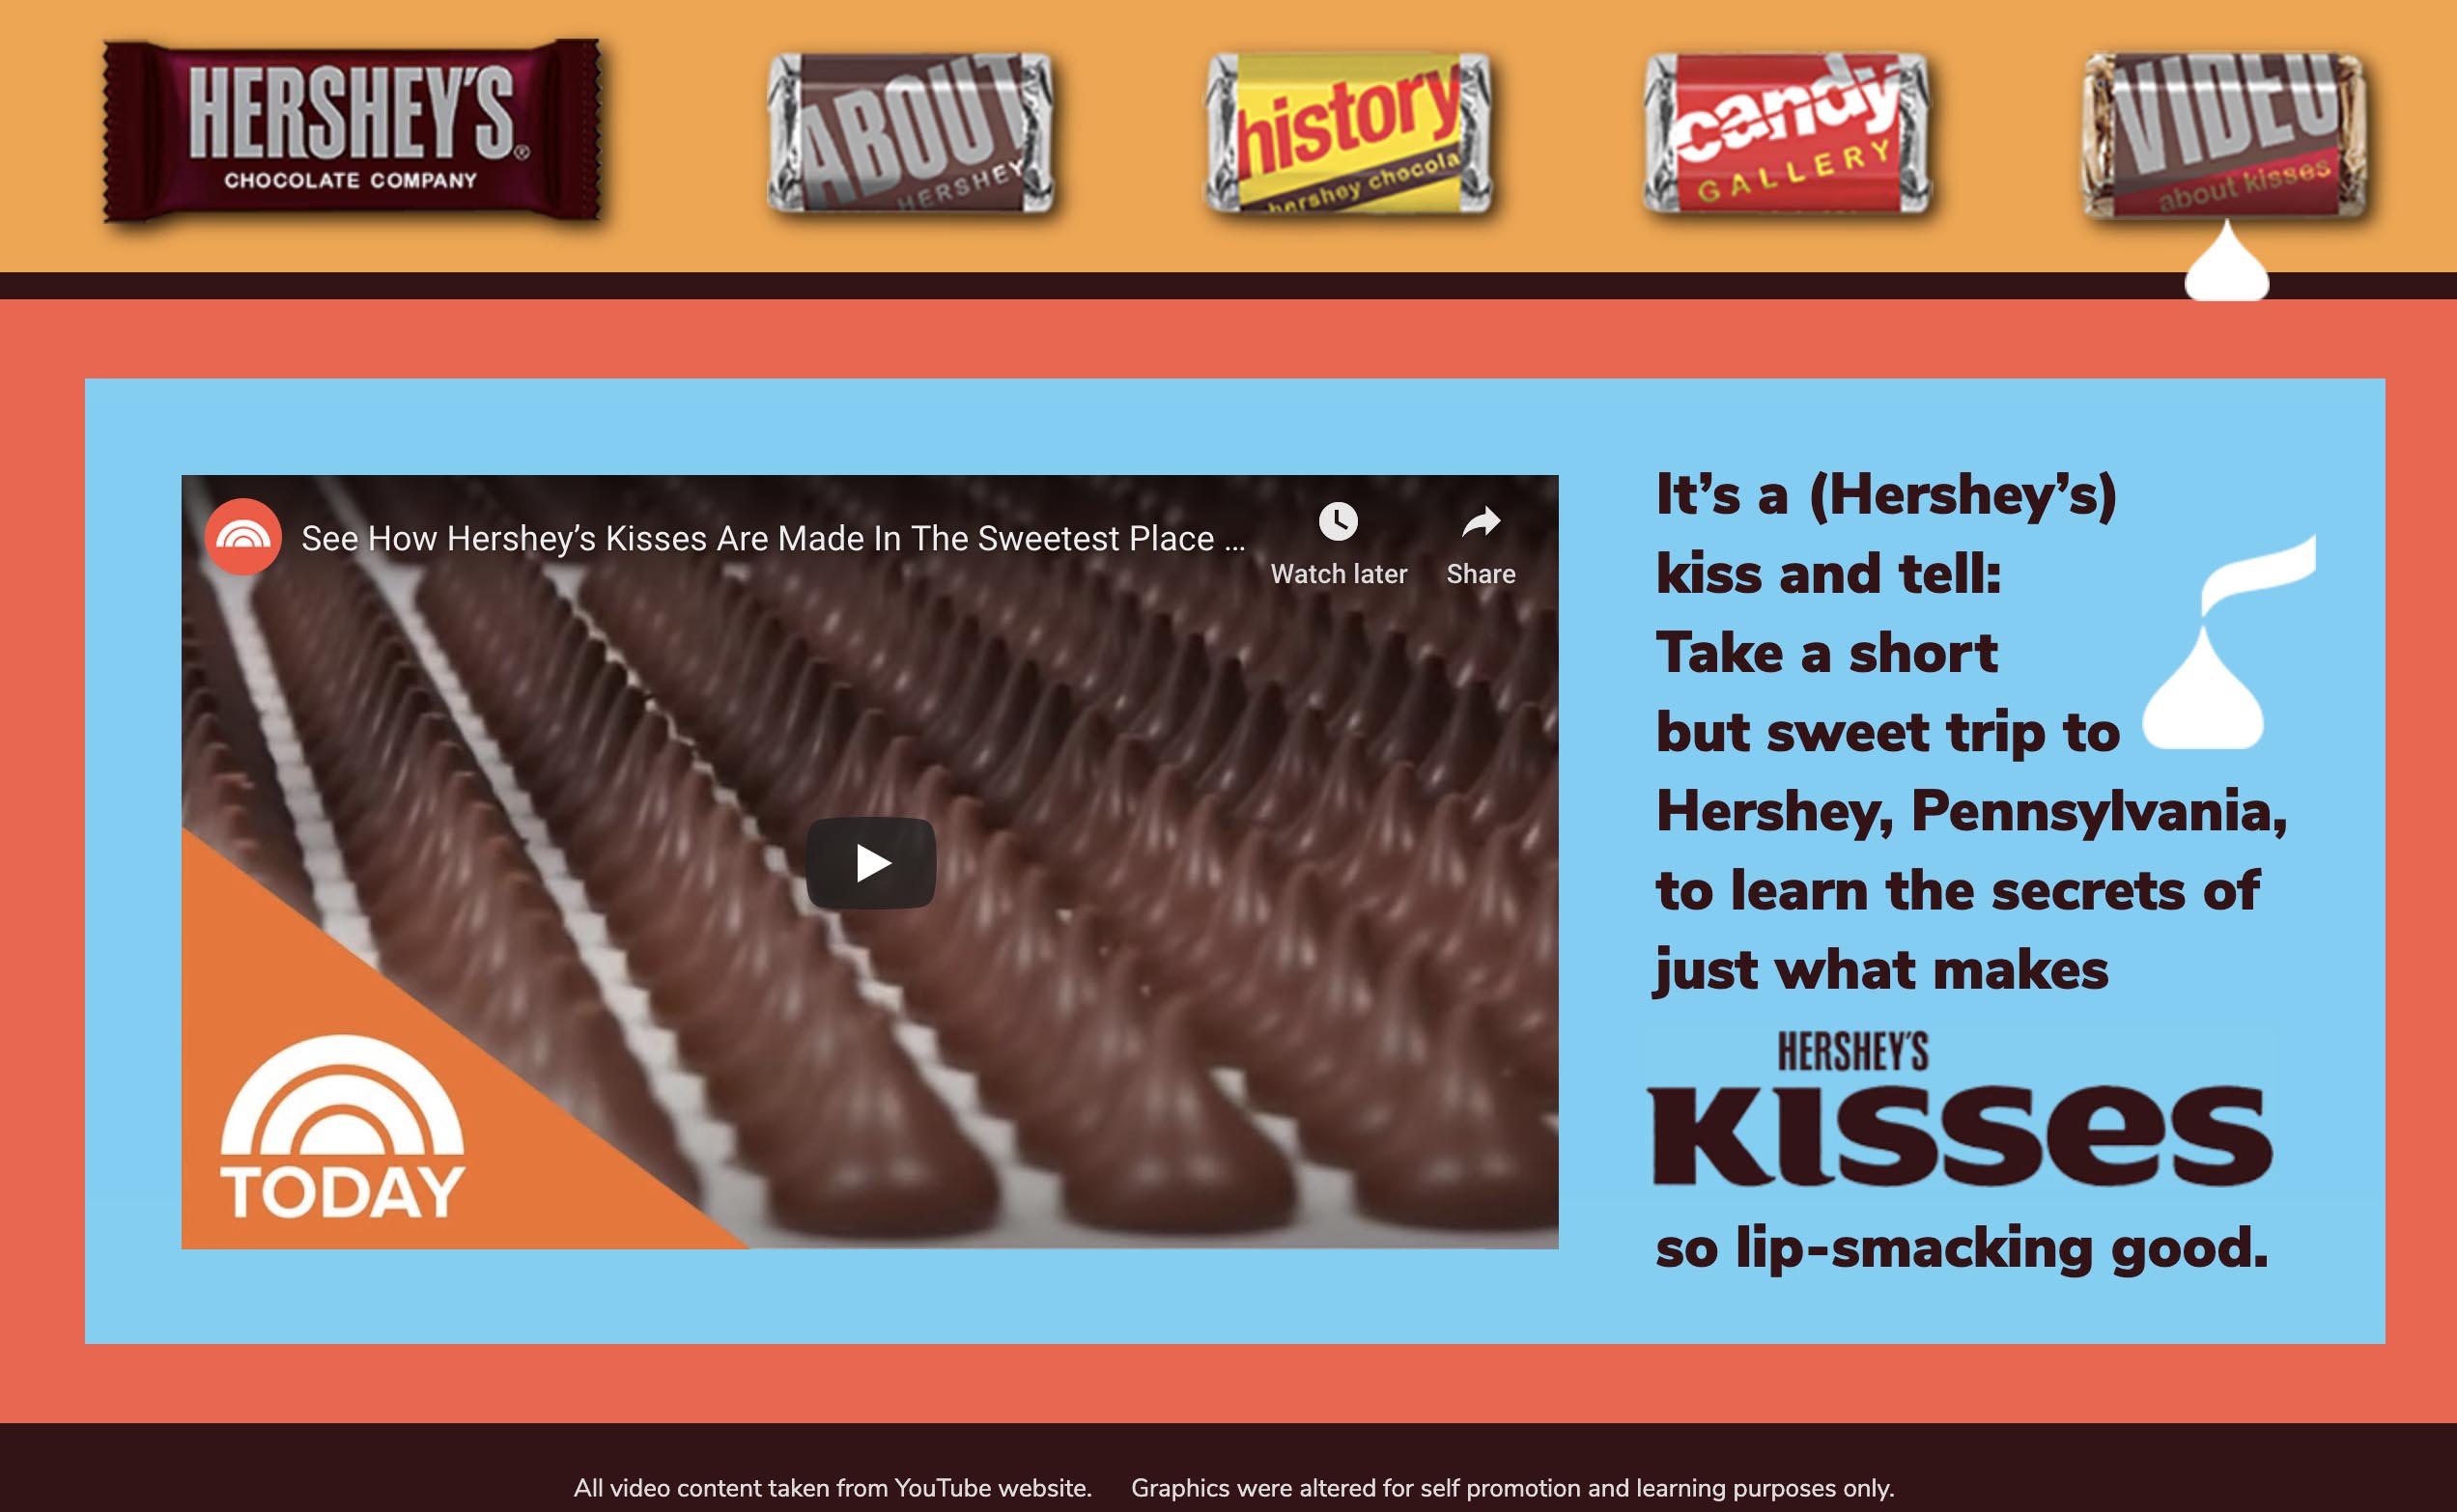 HERSHEY'S®
CHOCOLATE COMPANY
ABOUT
HERSHEY
history
hershey chocola
candy
GALLERY
VIDEO
about kisses
See How Hershey's Kisses Are Made In The Sweetest Place ...
Watch later
Share
TODAY
It's a (Hershey's)
kiss and tell:
Take a short
but sweet trip to
Hershey, Pennsylvania,
to learn the secrets of
just what makes
HERSHEY'S
KISSES
so lip-smacking good.
All video content taken from YouTube website. Graphics were altered for self promotion and learning purposes only.